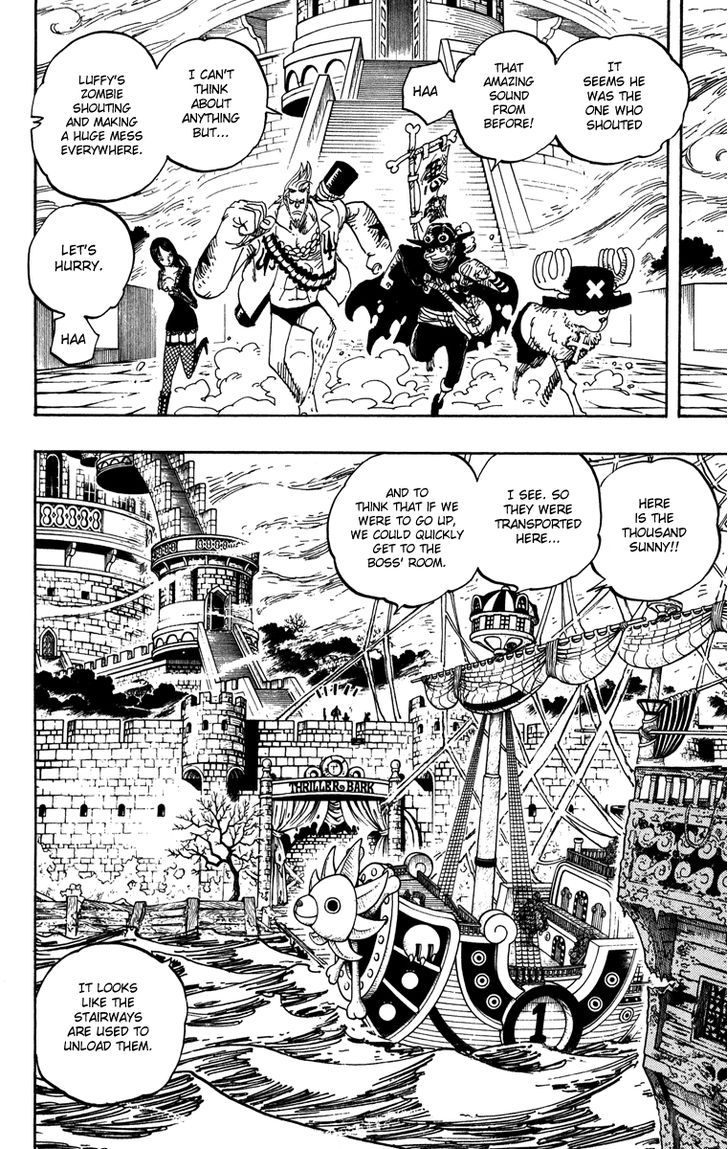 IT
SEEMS HE
WAS THE
ONE WHO
SHOUTED
THAT
AMAZING
SOUND
FROM
BEFORE!
HAA
I CAN'T
THINK
ABOUT
ANYTHING
BUT...
LUFFY'S
ZOMBIE
SHOUTING
AND MAKING
A HUGE MESS
EVERYWHERE.
LET'S
HURRY.
HAA
HERE
IS THE
THOUSAND
SUNNY!!
I SEE. SO
THEY WERE
TRANSPORTED
HERE...
AND TO
THINK THAT IF WE
WERE TO GO UP,
WE COULD QUICKLY
GET TO THE
BOSS' ROOM.
THRILLER BARK
1
IT LOOKS
LIKE THE
STAIRWAYS
ARE USED TO
UNLOAD THEM.